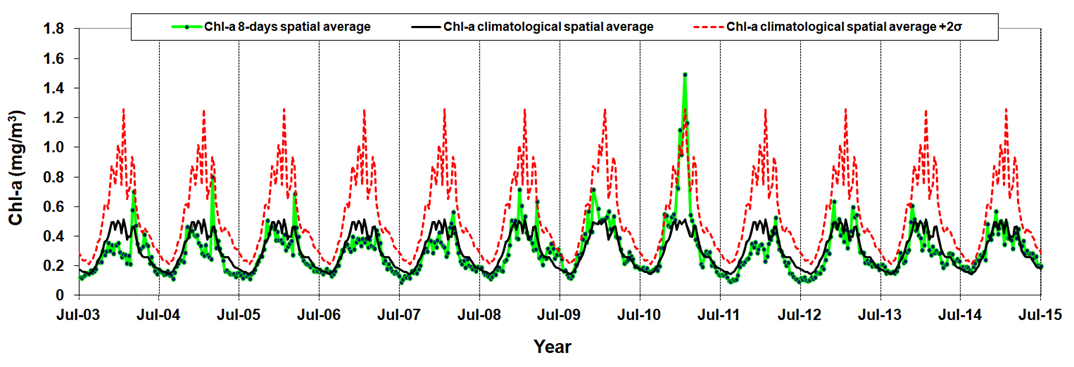 Chl-a 8-days spatial average
Chl-a climatological spatial average
Chl-a climatological spatial average +2σ
1.8
1.6
1.4
1.2
1.0
0.8
0.6
0.4
0.2
0
Chl-a (mg/m³)
Jul-03 Jul-04 Jul-05 Jul-06 Jul-07 Jul-08 Jul-09 Jul-10 Jul-11 Jul-12 Jul-13 Jul-14 Jul-15
Year